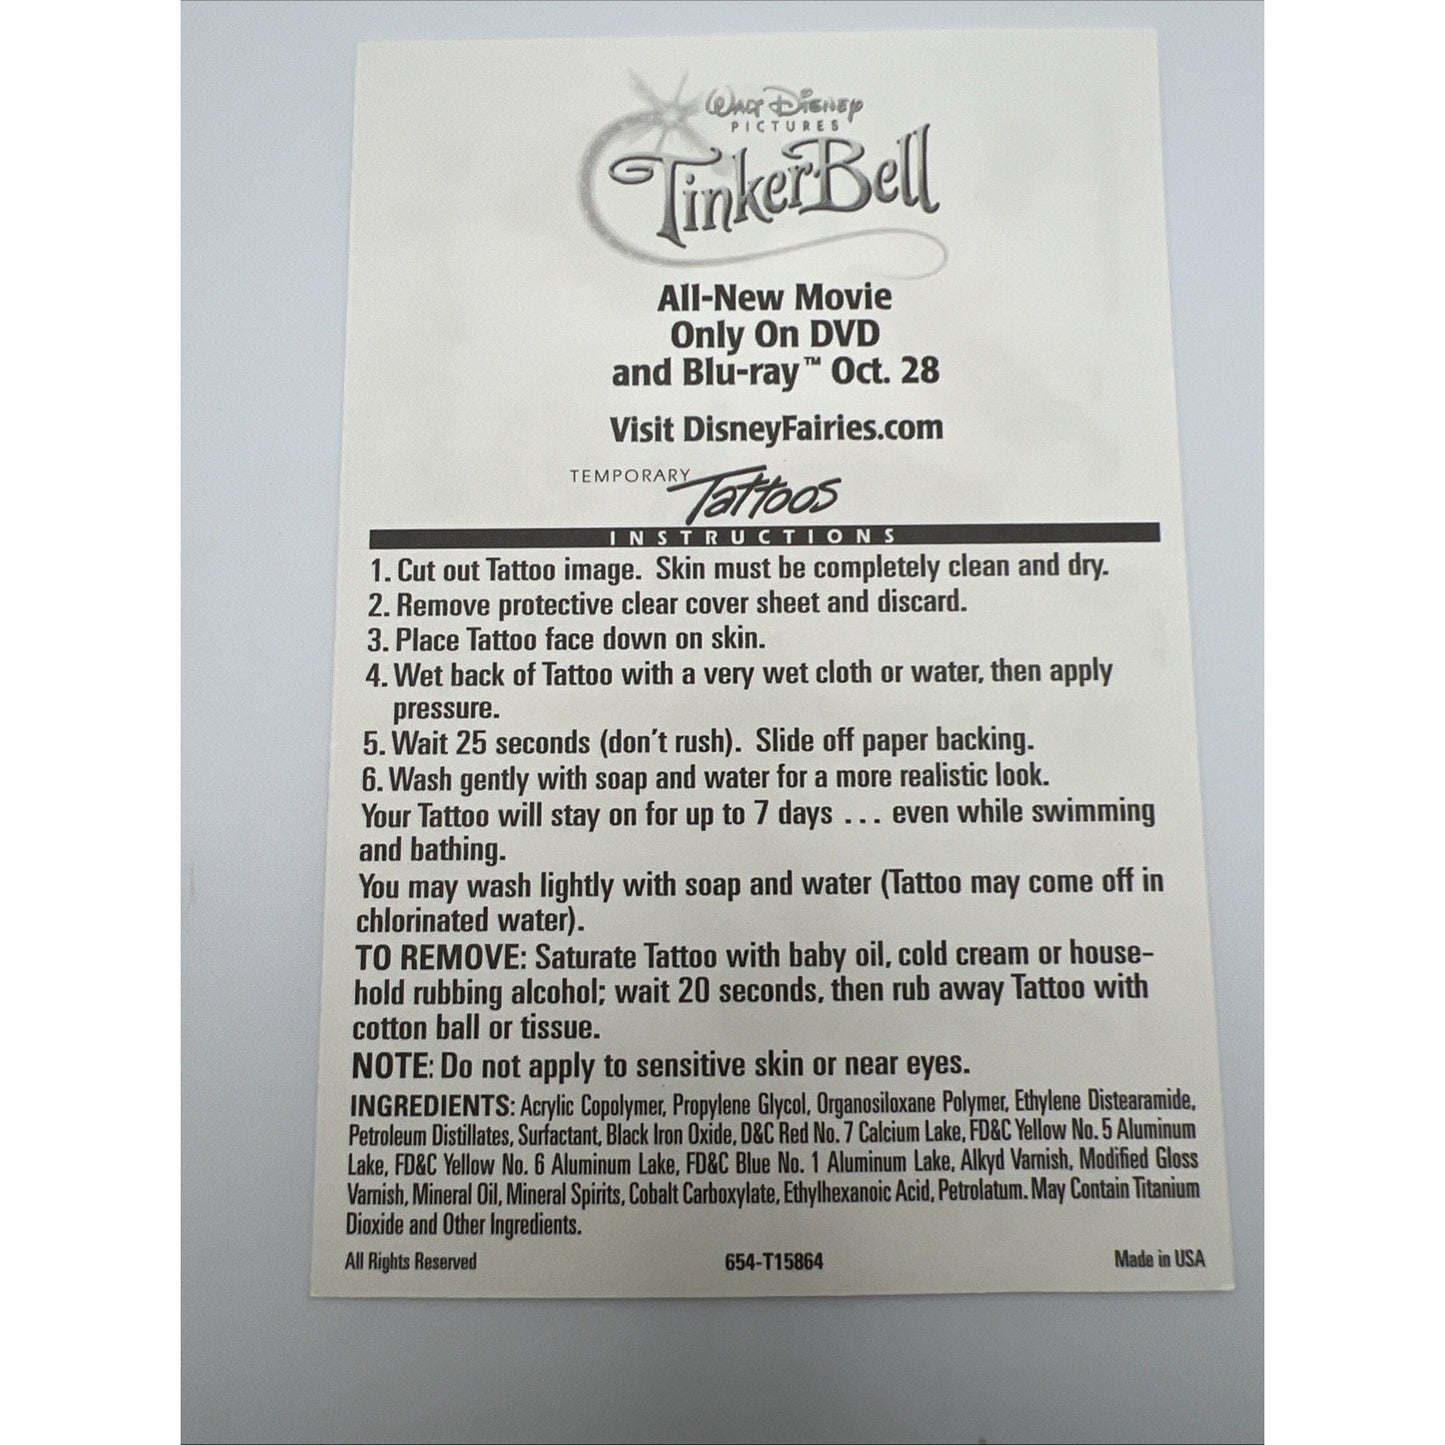 Walt Disney
PICTURES
TinkerBell
All-New Movie
Only On DVD
and Blu-ray™ Oct. 28
Visit DisneyFairies.com
TEMPORARY Tattoos
INSTRUCTIONS
1. Cut out Tattoo image. Skin must be completely clean and dry.
2. Remove protective clear cover sheet and discard.
3. Place Tattoo face down on skin.
4. Wet back of Tattoo with a very wet cloth or water, then apply
pressure.
5. Wait 25 seconds (don't rush). Slide off paper backing.
6. Wash gently with soap and water for a more realistic look.
Your Tattoo will stay on for up to 7 days ... even while swimming
and bathing.
You may wash lightly with soap and water (Tattoo may come off in
chlorinated water).
TO REMOVE: Saturate Tattoo with baby oil, cold cream or house-
hold rubbing alcohol; wait 20 seconds, then rub away Tattoo with
cotton ball or tissue.
NOTE: Do not apply to sensitive skin or near eyes.
INGREDIENTS: Acrylic Copolymer, Propylene Glycol, Organosiloxane Polymer, Ethylene Distearamide,
Petroleum Distillates, Surfactant, Black Iron Oxide, D&C Red No. 7 Calcium Lake, FD&C Yellow No. 5 Aluminum
Lake, FD&C Yellow No. 6 Aluminum Lake, FD&C Blue No. 1 Aluminum Lake, Alkyd Varnish, Modified Gloss
Varnish, Mineral Oil, Mineral Spirits, Cobalt Carboxylate, Ethylhexanoic Acid, Petrolatum. May Contain Titanium
Dioxide and Other Ingredients.
All Rights Reserved 654-T15864 Made in USA